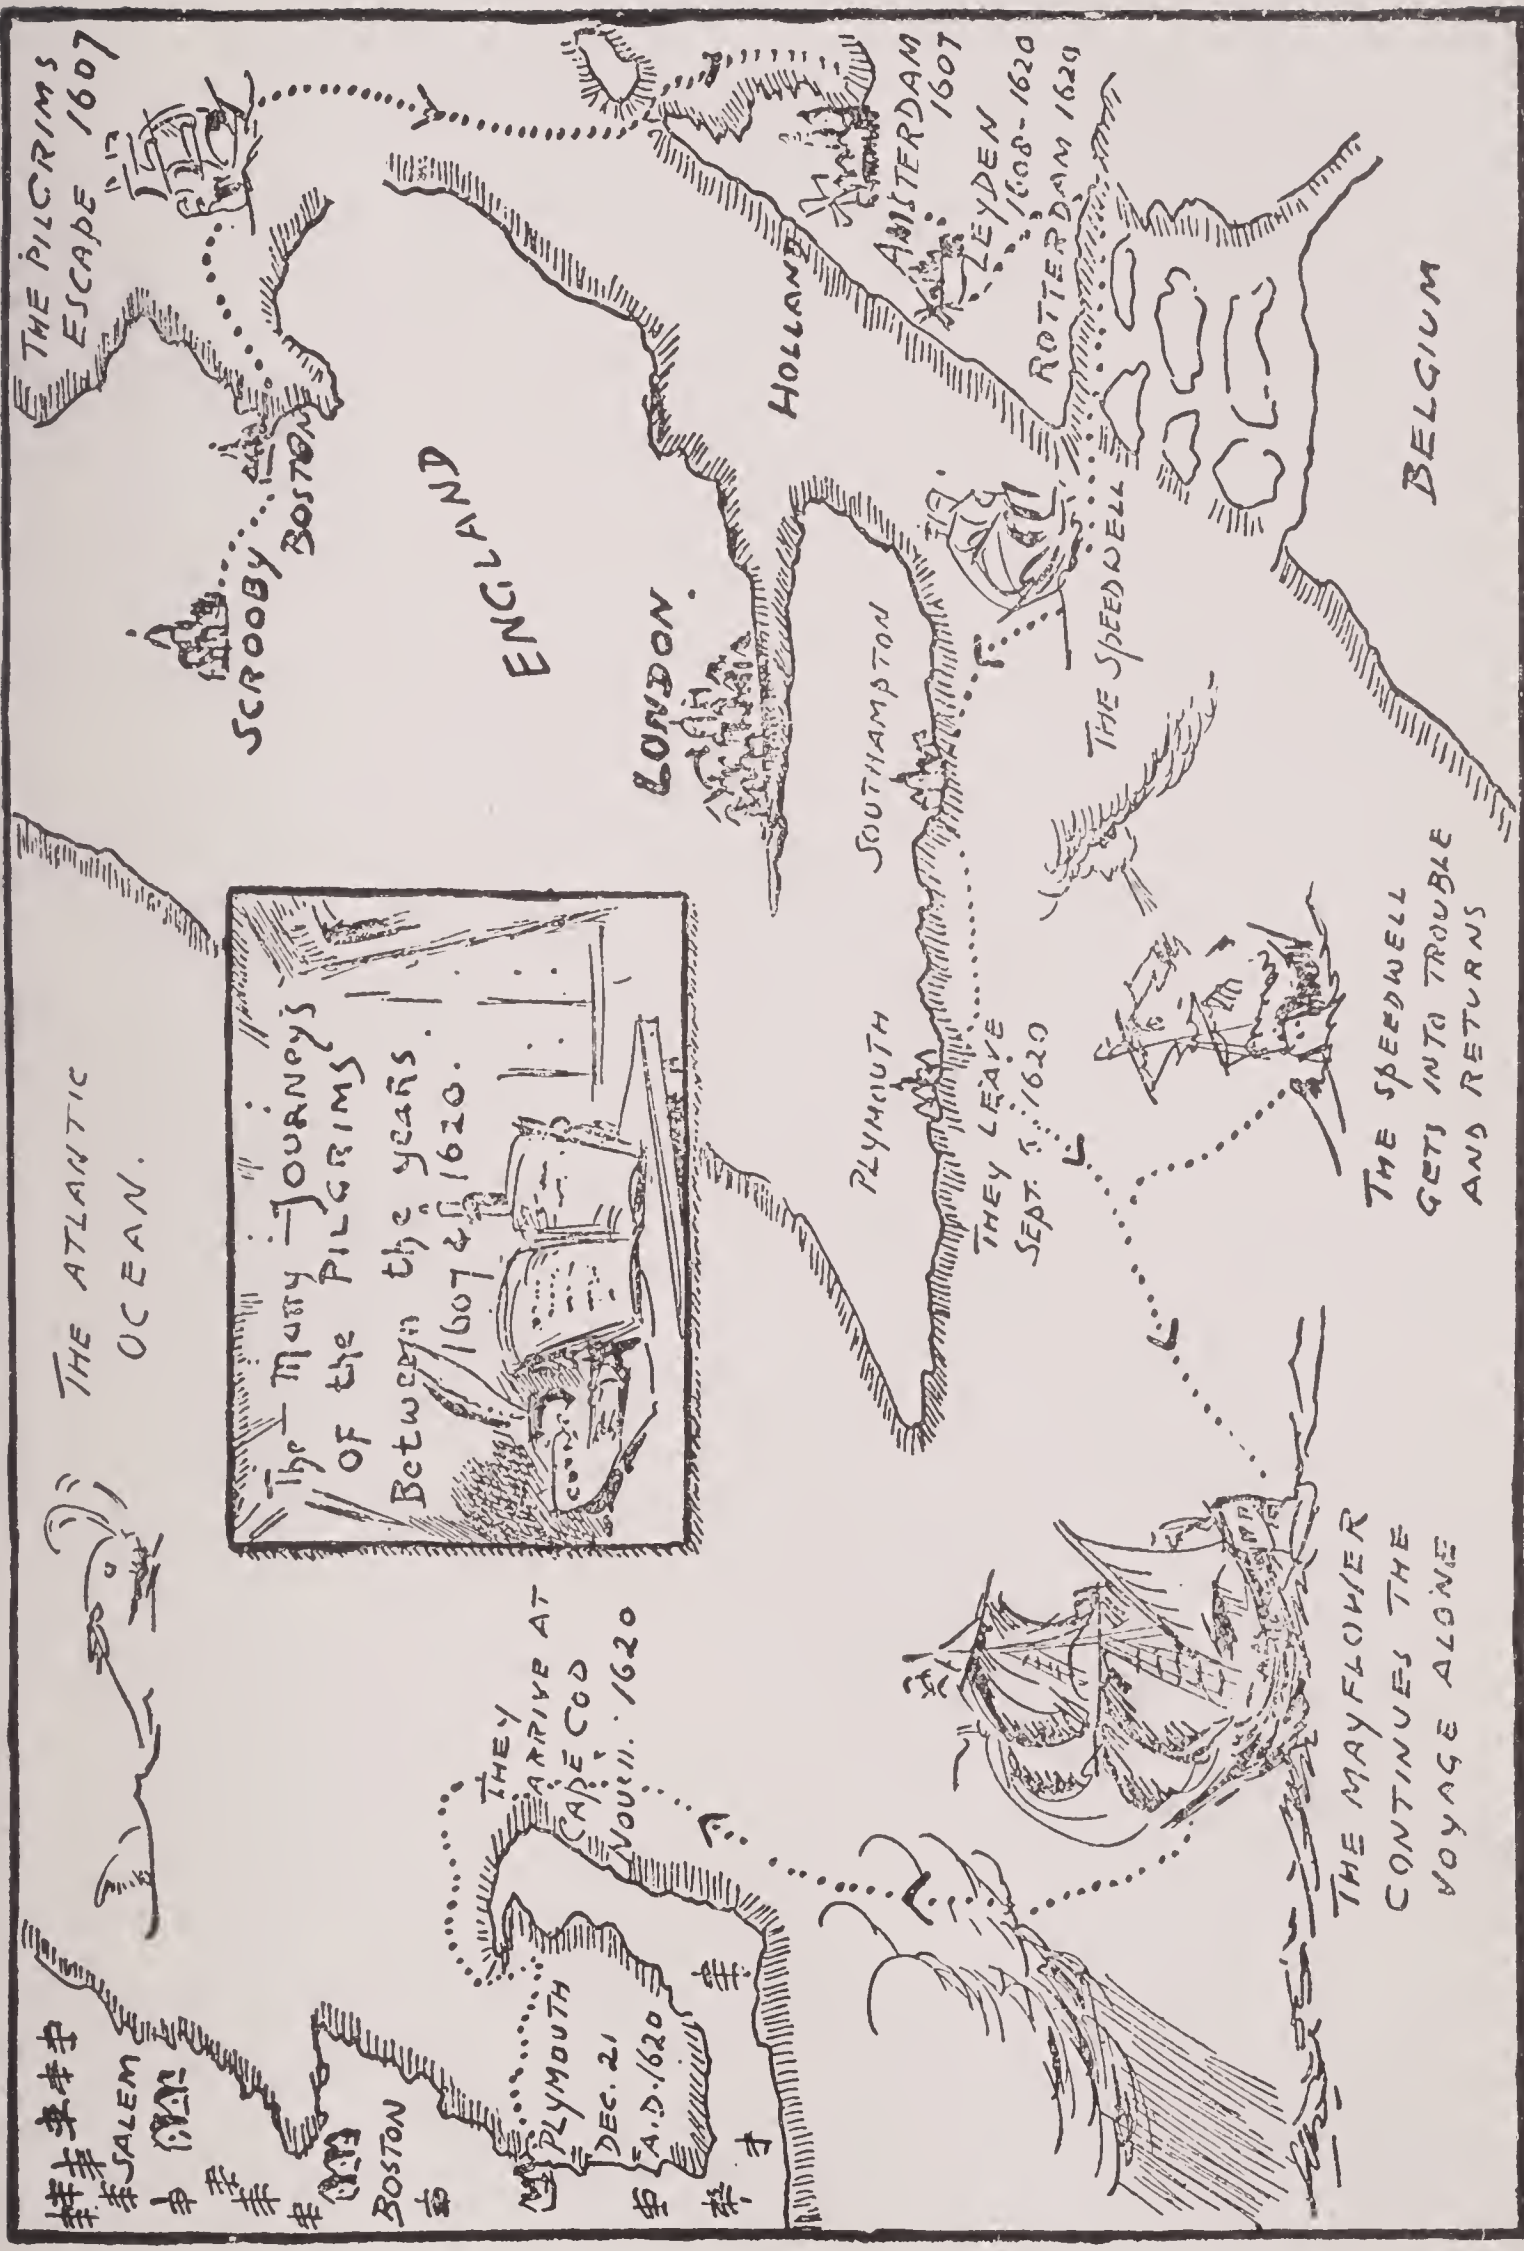 THE ATLANTIC
OCEAN.
THE PILGRIMS
ESCAPE 1607
SALEM
BOSTON
PLYMOUTH
DEC. 21
A.D. 1620
THEY
ARRIVE AT
CAPE COD
1620
The Many Journeys
OF the PILGRIMS
Between the years
1607 & 1620.
SCROOBY
BOSTON
ENGLAND
LONDON.
HOLLAND
AMSTERDAM
1607
LEYDEN
1608-1620
ROTTERDAM 1620
SOUTHAMPTON
PLYMOUTH
THEY LEAVE
SEPT. 1620
THE SPEEDWELL
BELGIUM
THE MAYFLOWER
CONTINUES THE
VOYAGE ALONE
THE SPEEDWELL
GETS INTO TROUBLE
AND RETURNS